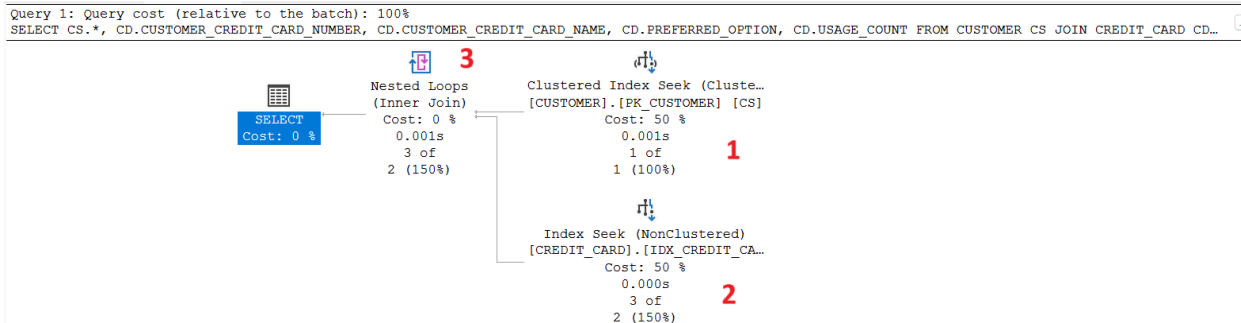 Query 1: Query cost (relative to the batch): 100%
SELECT CS.*, CD.CUSTOMER_CREDIT_CARD_NUMBER, CD.CUSTOMER_CREDIT_CARD_NAME, CD.PREFERRED_OPTION, CD.USAGE_COUNT FROM CUSTOMER CS JOIN CREDIT_CARD CD…
3
Nested Loops
(Inner Join)
Cost: 0 %
0.001s
3 of
2 (150%)
SELECT
Cost: 0 %
Clustered Index Seek (Cluste…
[CUSTOMER].[PK_CUSTOMER] [CS]
Cost: 50 %
0.001s
1 of
1 (100%)
1
Index Seek (NonClustered)
[CREDIT_CARD].[IDX_CREDIT_CA…
Cost: 50 %
0.000s
3 of
2 (150%)
2